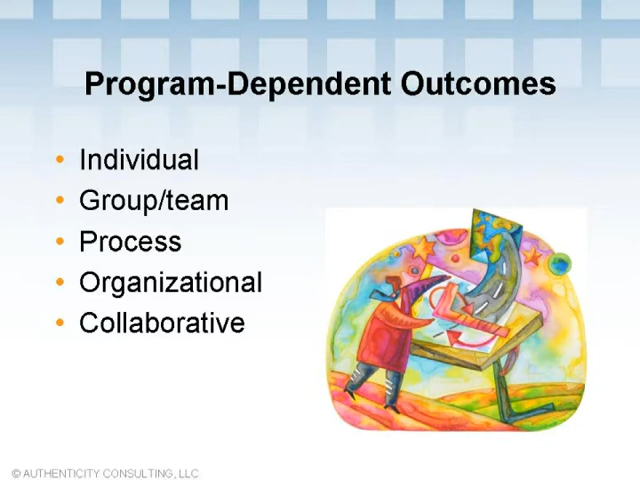 Program-Dependent Outcomes
• Individual
• Group/team
• Process
• Organizational
• Collaborative
© AUTHENTICITY CONSULTING, LLC